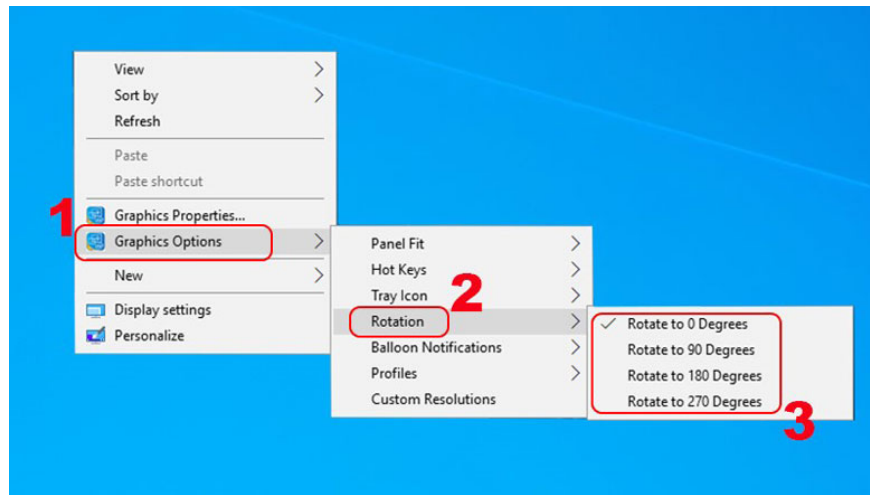 View
Sort by
Refresh
Paste
Paste shortcut
1
Graphics Properties...
Graphics Options
New
Display settings
Personalize
Panel Fit
Hot Keys
Tray Icon
2
Rotation
Balloon Notifications
Profiles
Custom Resolutions
Rotate to 0 Degrees
Rotate to 90 Degrees
Rotate to 180 Degrees
Rotate to 270 Degrees
3